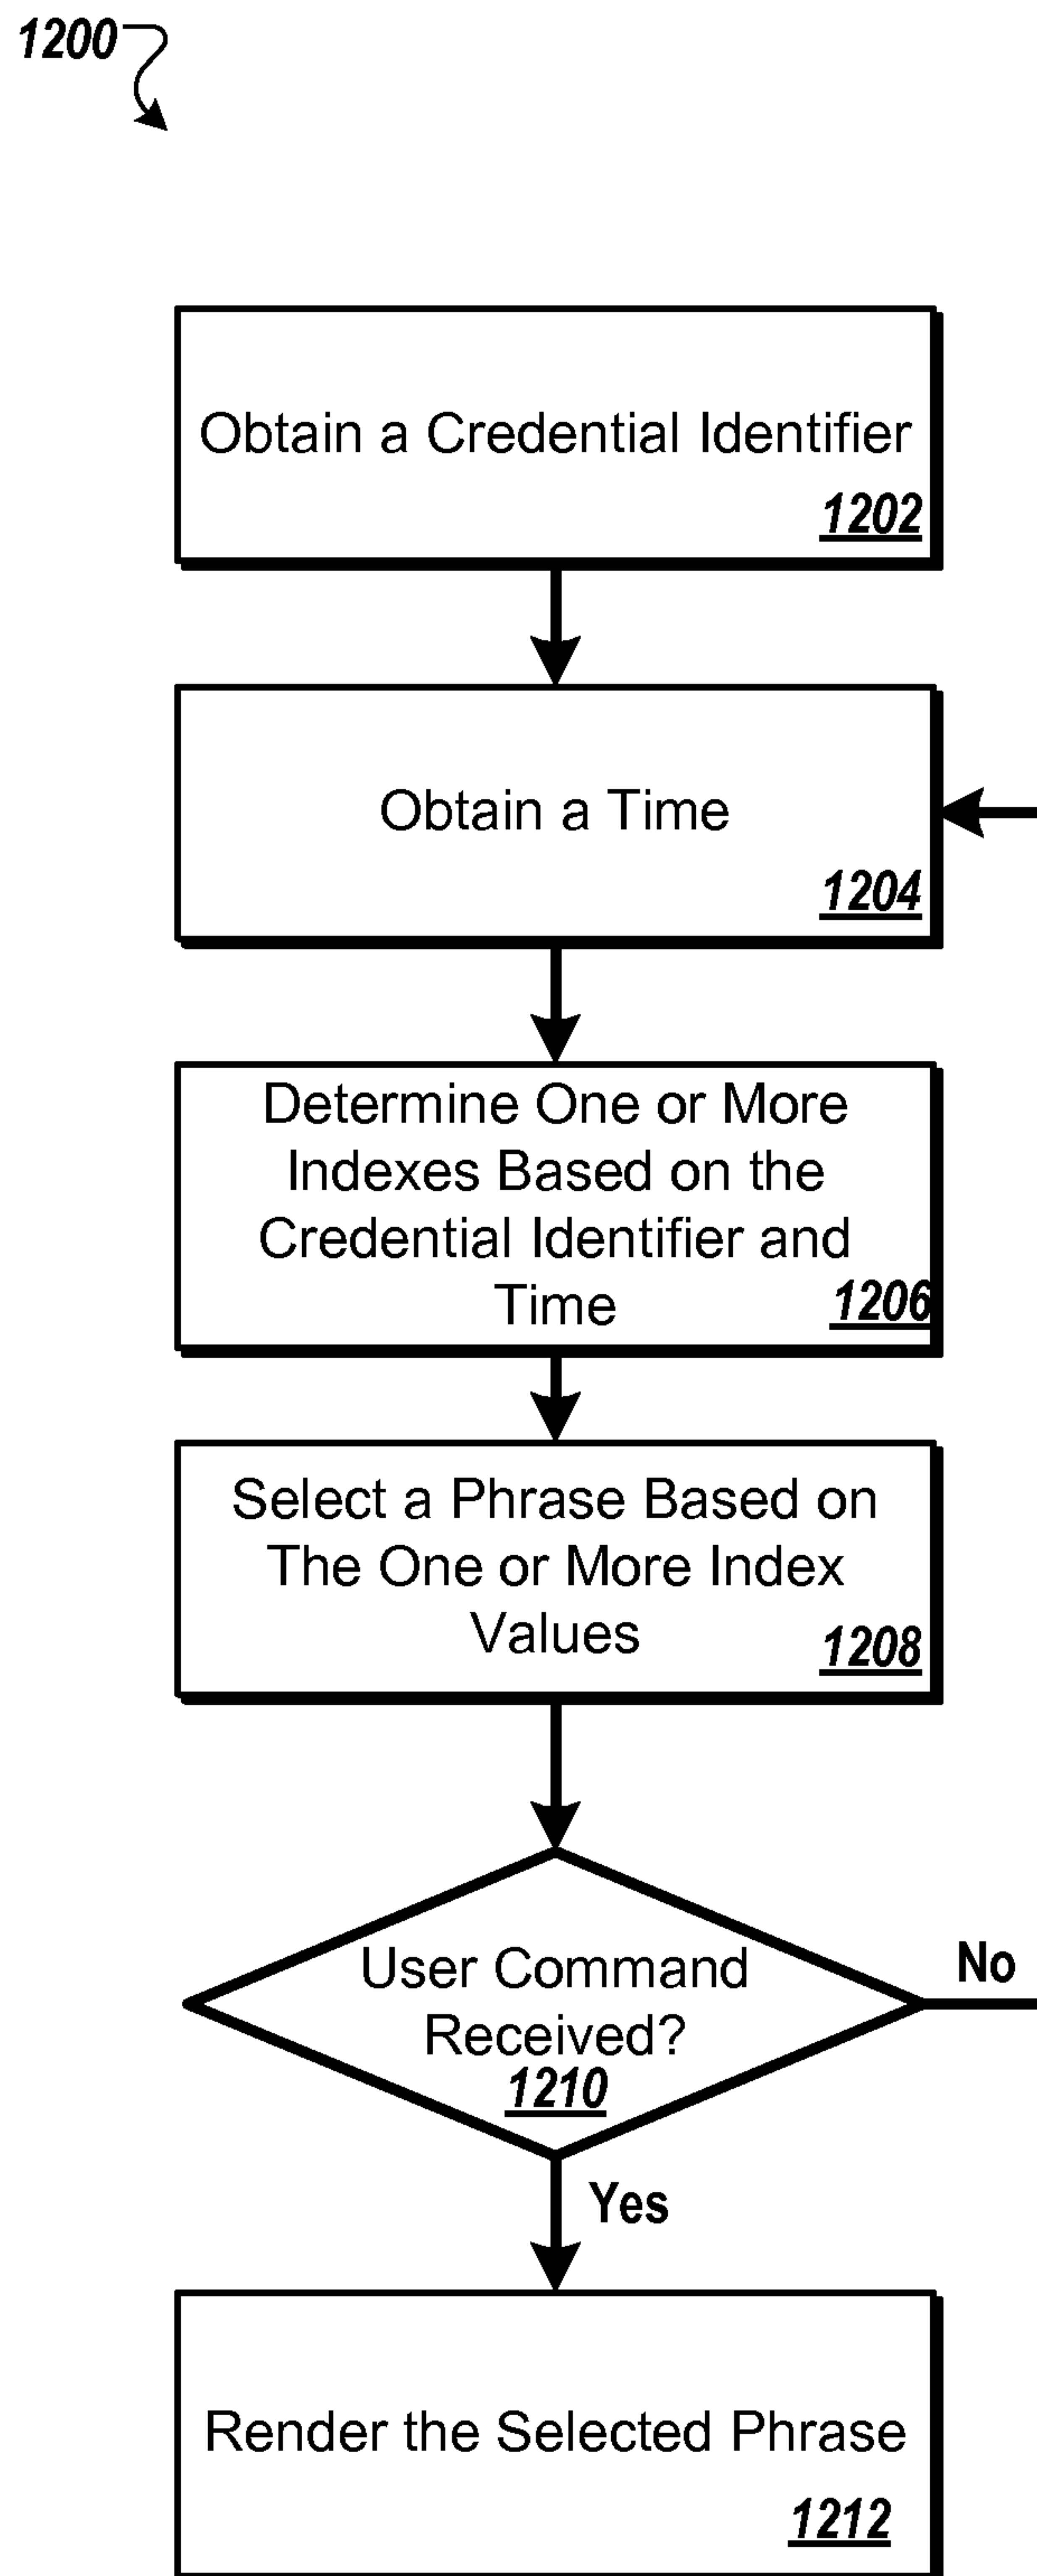 1200
Obtain a Credential Identifier
1202
Obtain a Time
1204
Determine One or More
Indexes Based on the
Credential Identifier and
Time
1206
Select a Phrase Based on
The One or More Index
Values
1208
User Command
Received?
1210
No
Yes
Render the Selected Phrase
1212